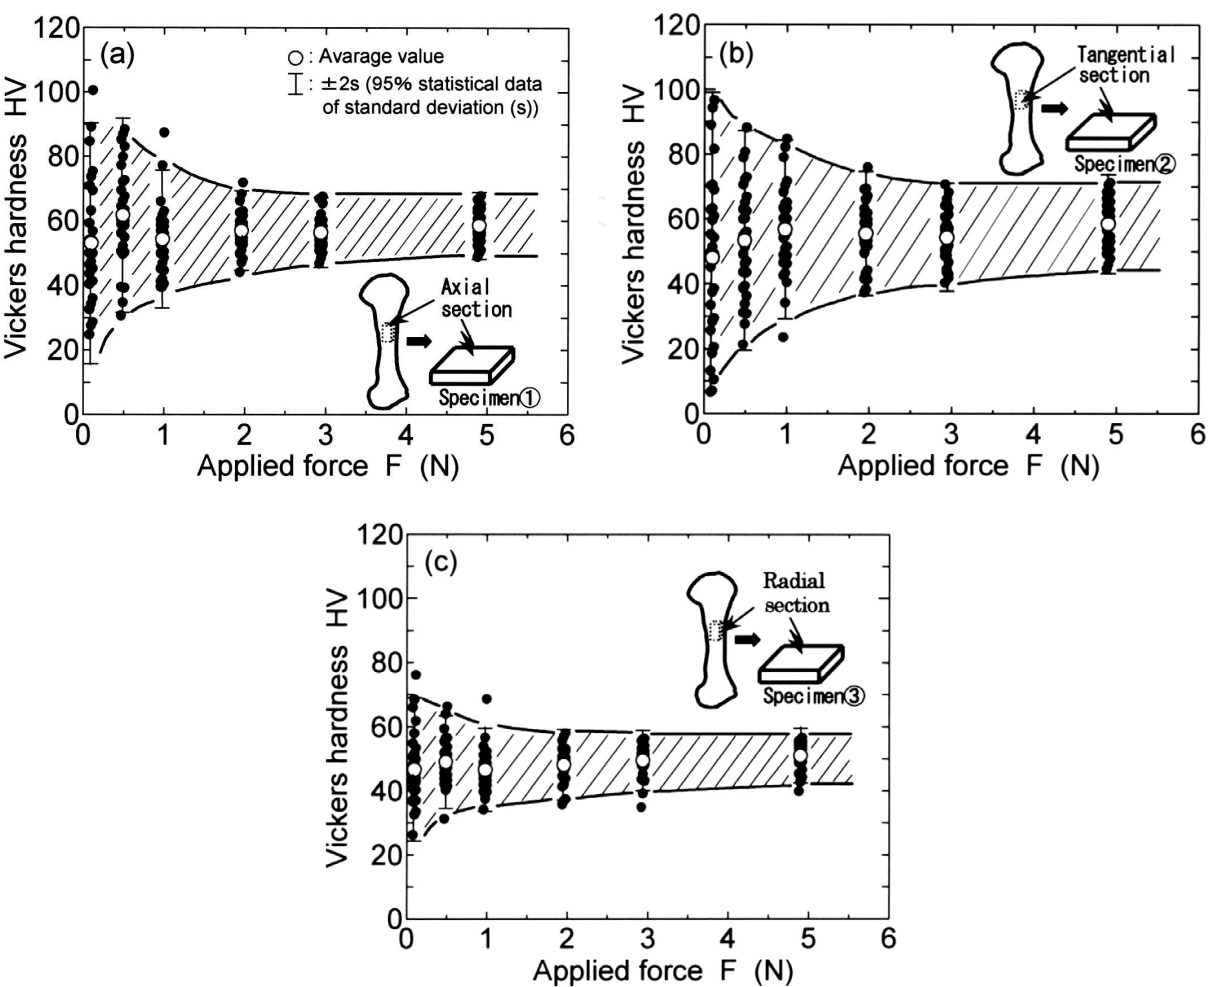 (a)
: Avarage value
: ±2s (95% statistical data
of standard deviation (s))
Vickers hardness HV
120
100
80
60
40
20
0
Axial
section
Specimen①
0 1 2 3 4 5 6
Applied force F (N)
(b)
Vickers hardness HV
120
100
80
60
40
20
0
Tangential
section
Specimen②
0 1 2 3 4 5 6
Applied force F (N)
(c)
Vickers hardness HV
120
100
80
60
40
20
0
Radial
section
Specimen③
0 1 2 3 4 5 6
Applied force F (N)